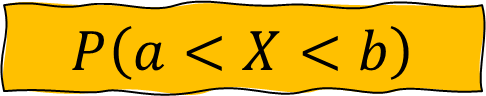 P(a < X < b)